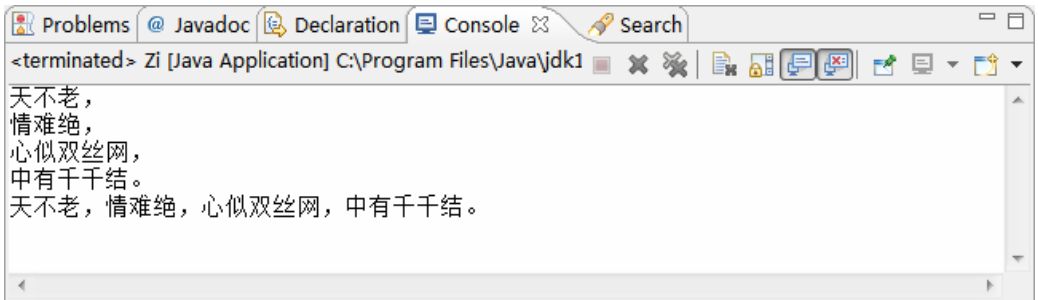 Problems @ Javadoc Declaration Console Search
<terminated> Zi [Java Application] C:\Program Files\Java\jdk1
天不老，
情难绝，
心似双丝网，
中有千千结。
天不老，情难绝，心似双丝网，中有千千结。